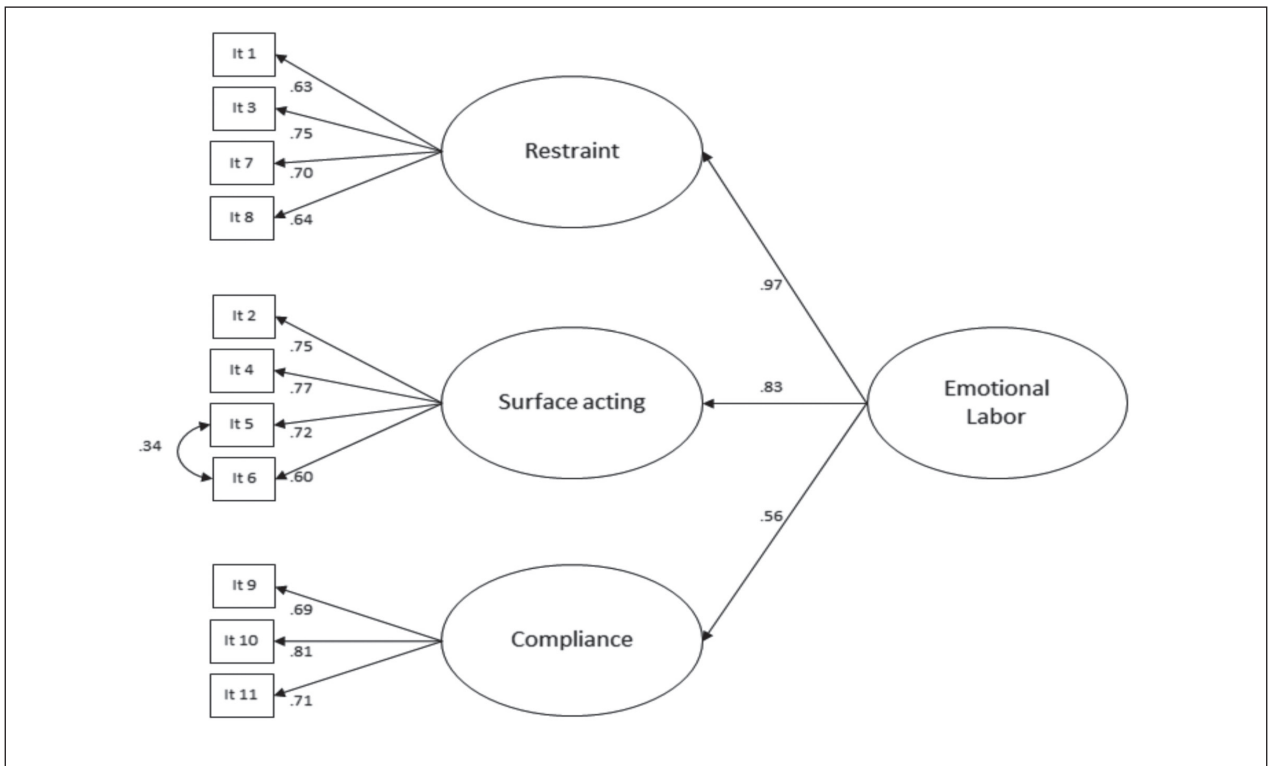 It 1
.63
It 3
.75
It 7
.70
It 8
.64
Restraint
.97
It 2
.75
It 4
.77
It 5
.72
.34
It 6
.60
Surface acting
.83
Emotional
Labor
.56
It 9
.69
It 10
.81
It 11
.71
Compliance